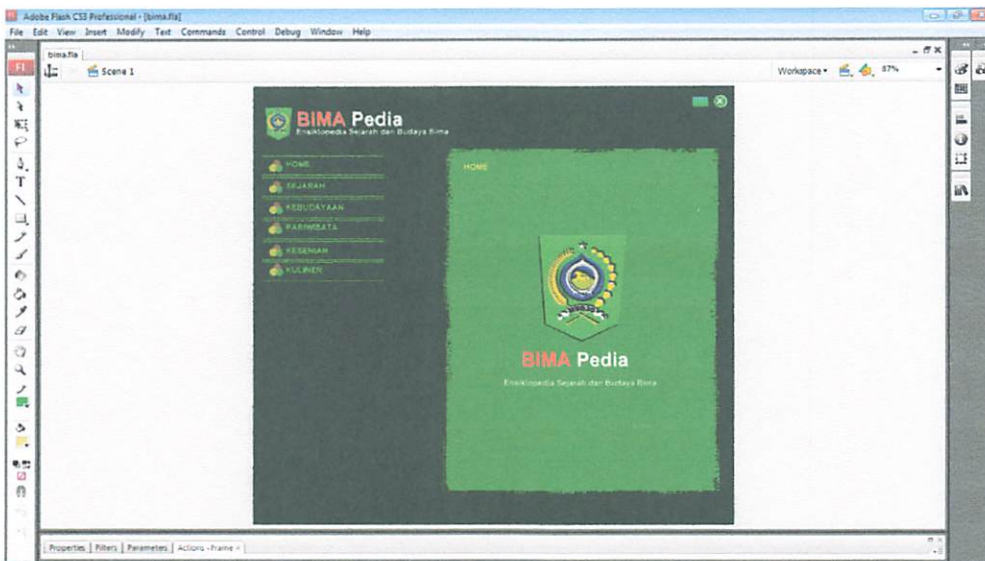 Adobe Flash CS3 Professional - [bima.fla]
File Edit View Insert Modify Text Commands Control Debug Window Help
bima.fla
Scene 1
Workspace
87%
Fl
BIMA Pedia
Ensiklopedia Sejarah dan Budaya Bima
HOME
SEJARAH
KEBUDAYAAN
PARIWISATA
KESENIAN
KULINER
HOME
BIMA Pedia
Ensiklopedia Sejarah dan Budaya Bima
Properties Filters Parameters Actions - Frame